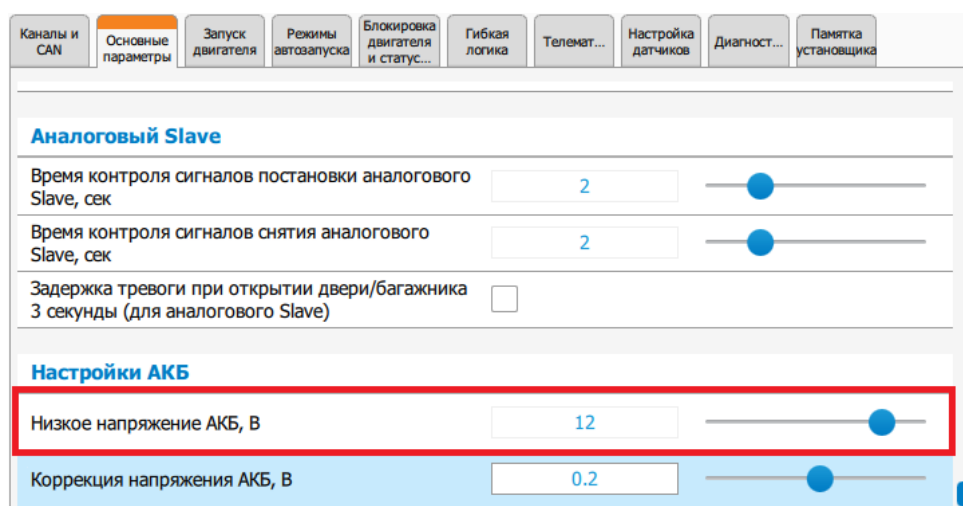 Каналы и CAN
Основные параметры
Запуск двигателя
Режимы автозапуска
Блокировка двигателя и статус...
Гибкая логика
Телемат...
Настройка датчиков
Диагност...
Памятка установщика
Аналоговый Slave
Время контроля сигналов постановки аналогового
Slave, сек
2
Время контроля сигналов снятия аналогового
Slave, сек
2
Задержка тревоги при открытии двери/багажника
3 секунды (для аналогового Slave)
Настройки АКБ
Низкое напряжение АКБ, В
12
Коррекция напряжения АКБ, В
0.2